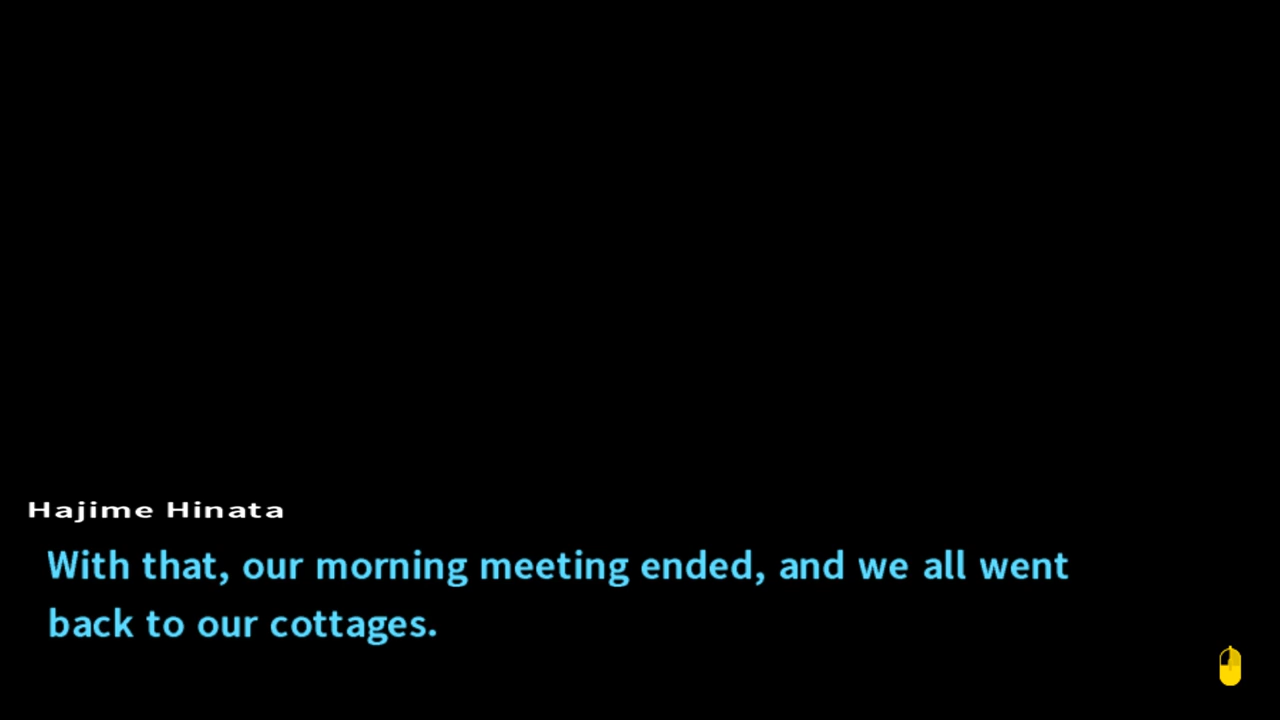 Hajime Hinata
With that, our morning meeting ended, and we all went
back to our cottages.